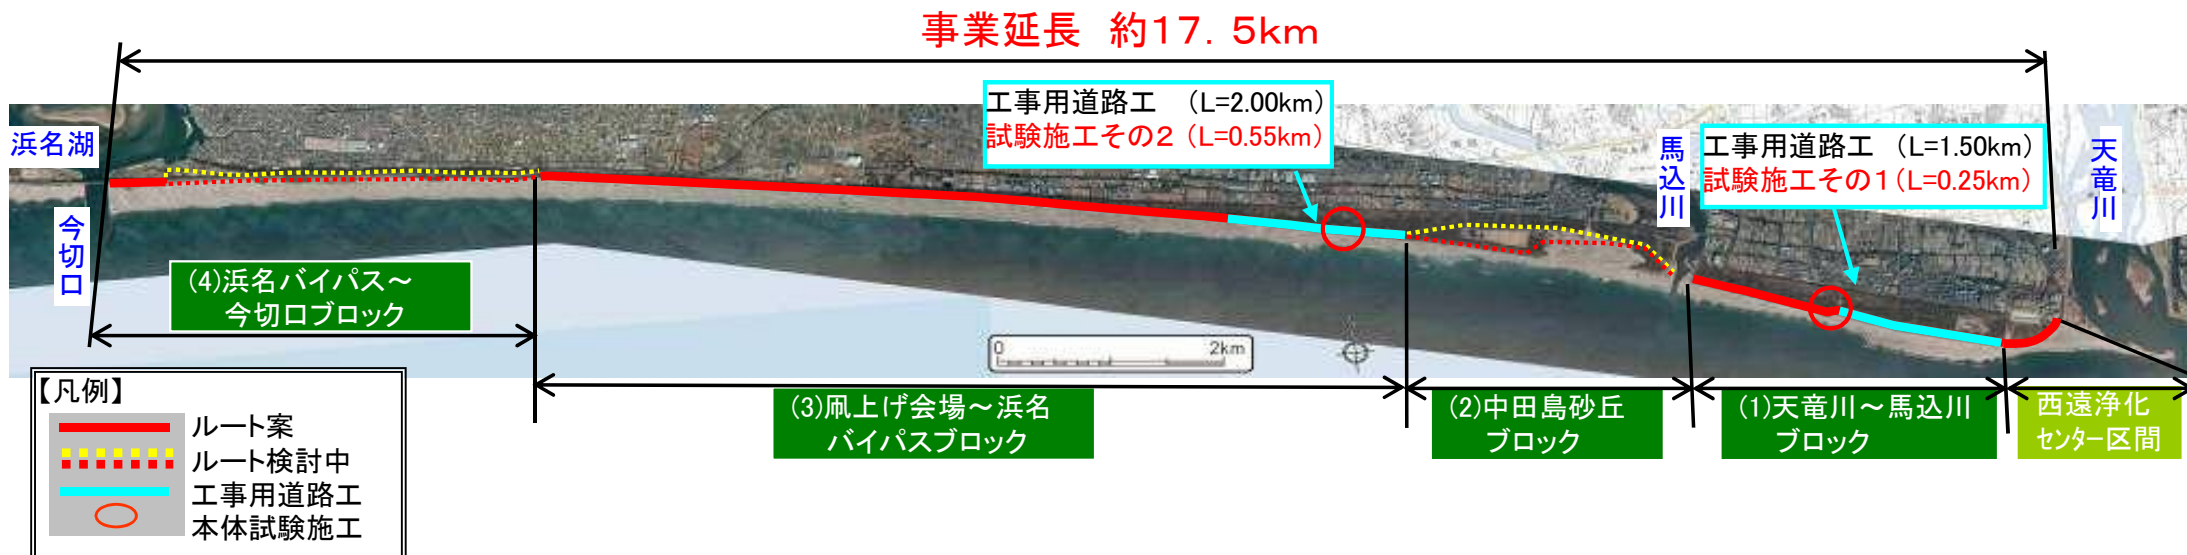 事業延長 約17.5km
工事用道路工 （L=2.00km）
試験施工その2（L=0.55km）
工事用道路工 （L=1.50km）
試験施工その1（L=0.25km）
浜名湖
今切口
馬込川
天竜川
(4)浜名バイパス～
今切口ブロック
0 2km
(3)凧上げ会場～浜名
バイパスブロック
(2)中田島砂丘
ブロック
(1)天竜川～馬込川
ブロック
西遠浄化
センター区間
【凡例】
ルート案
ルート検討中
工事用道路工
本体試験施工